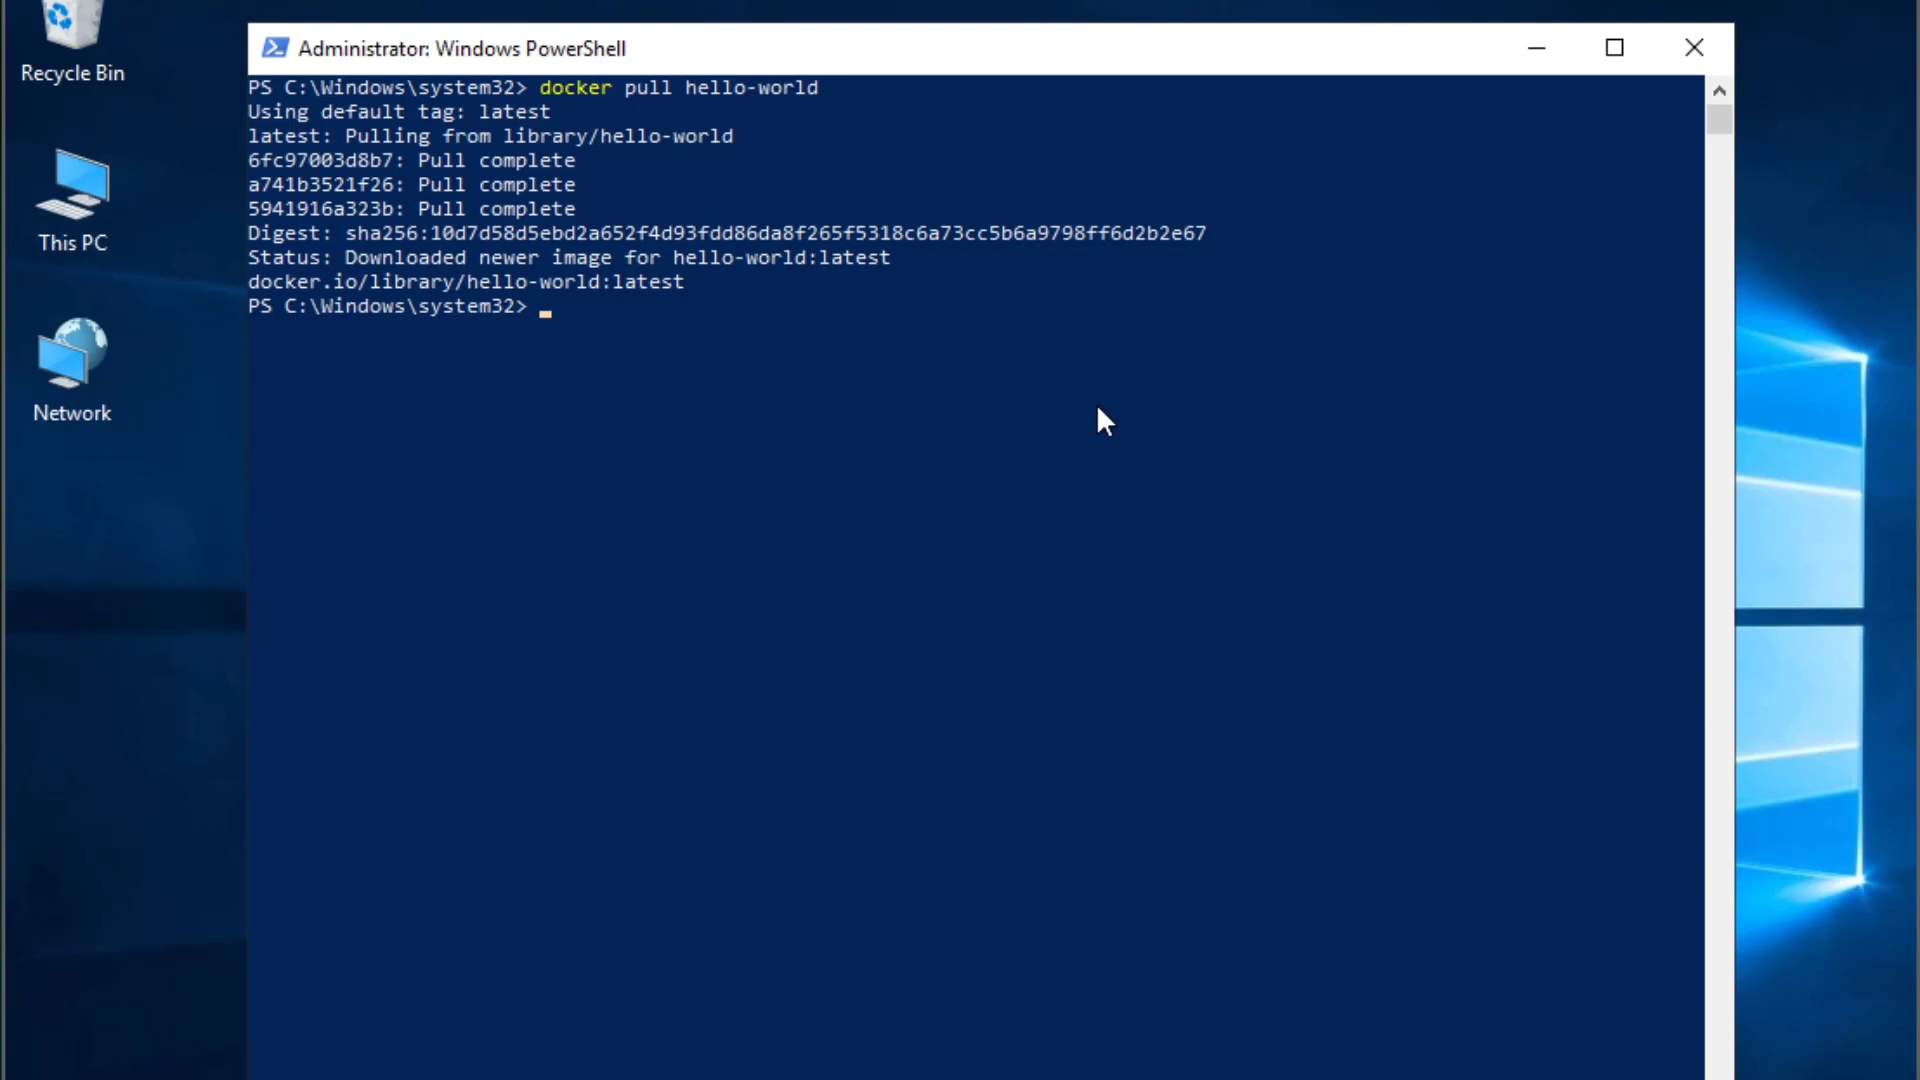 Recycle Bin
This PC
Network
Administrator: Windows PowerShell
PS C:\Windows\system32> docker pull hello-world
Using default tag: latest
latest: Pulling from library/hello-world
6fc97003d8b7: Pull complete
a741b3521f26: Pull complete
5941916a323b: Pull complete
Digest: sha256:10d7d58d5ebd2a652f4d93fdd86da8f265f5318c6a73cc5b6a9798ff6d2b2e67
Status: Downloaded newer image for hello-world:latest
docker.io/library/hello-world:latest
PS C:\Windows\system32>